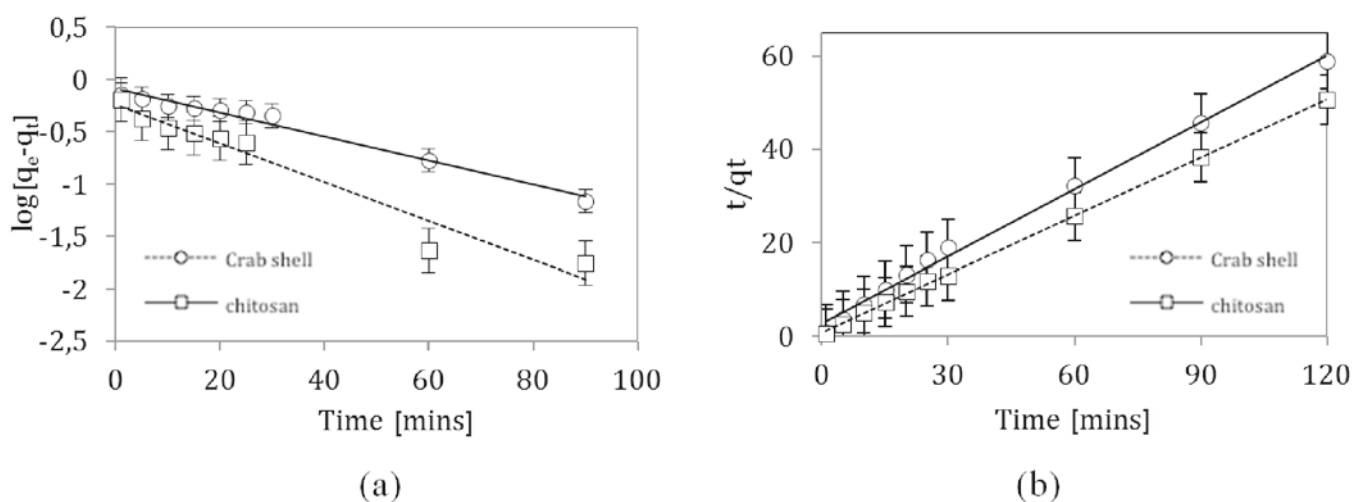 0,5
0
-0,5
-1
-1,5
-2
-2,5
log[qₑ-qₜ]
0
20
40
60
80
100
Time [mins]
Crab shell
chitosan
(a)
60
40
20
0
t/qt
0
30
60
90
120
Time [mins]
Crab shell
chitosan
(b)